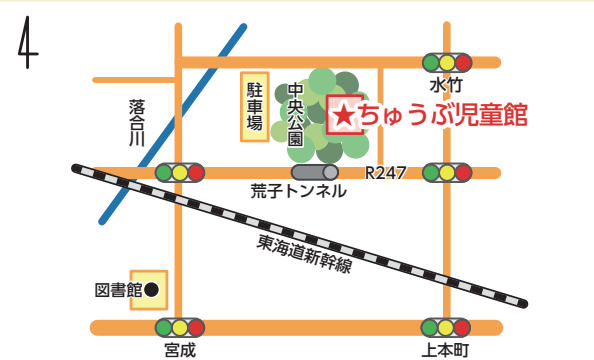 4
水竹
駐車場
中央公園
★ちゅうぶ児童館
落合川
R247
荒子トンネル
東海道新幹線
図書館
宮成
上本町